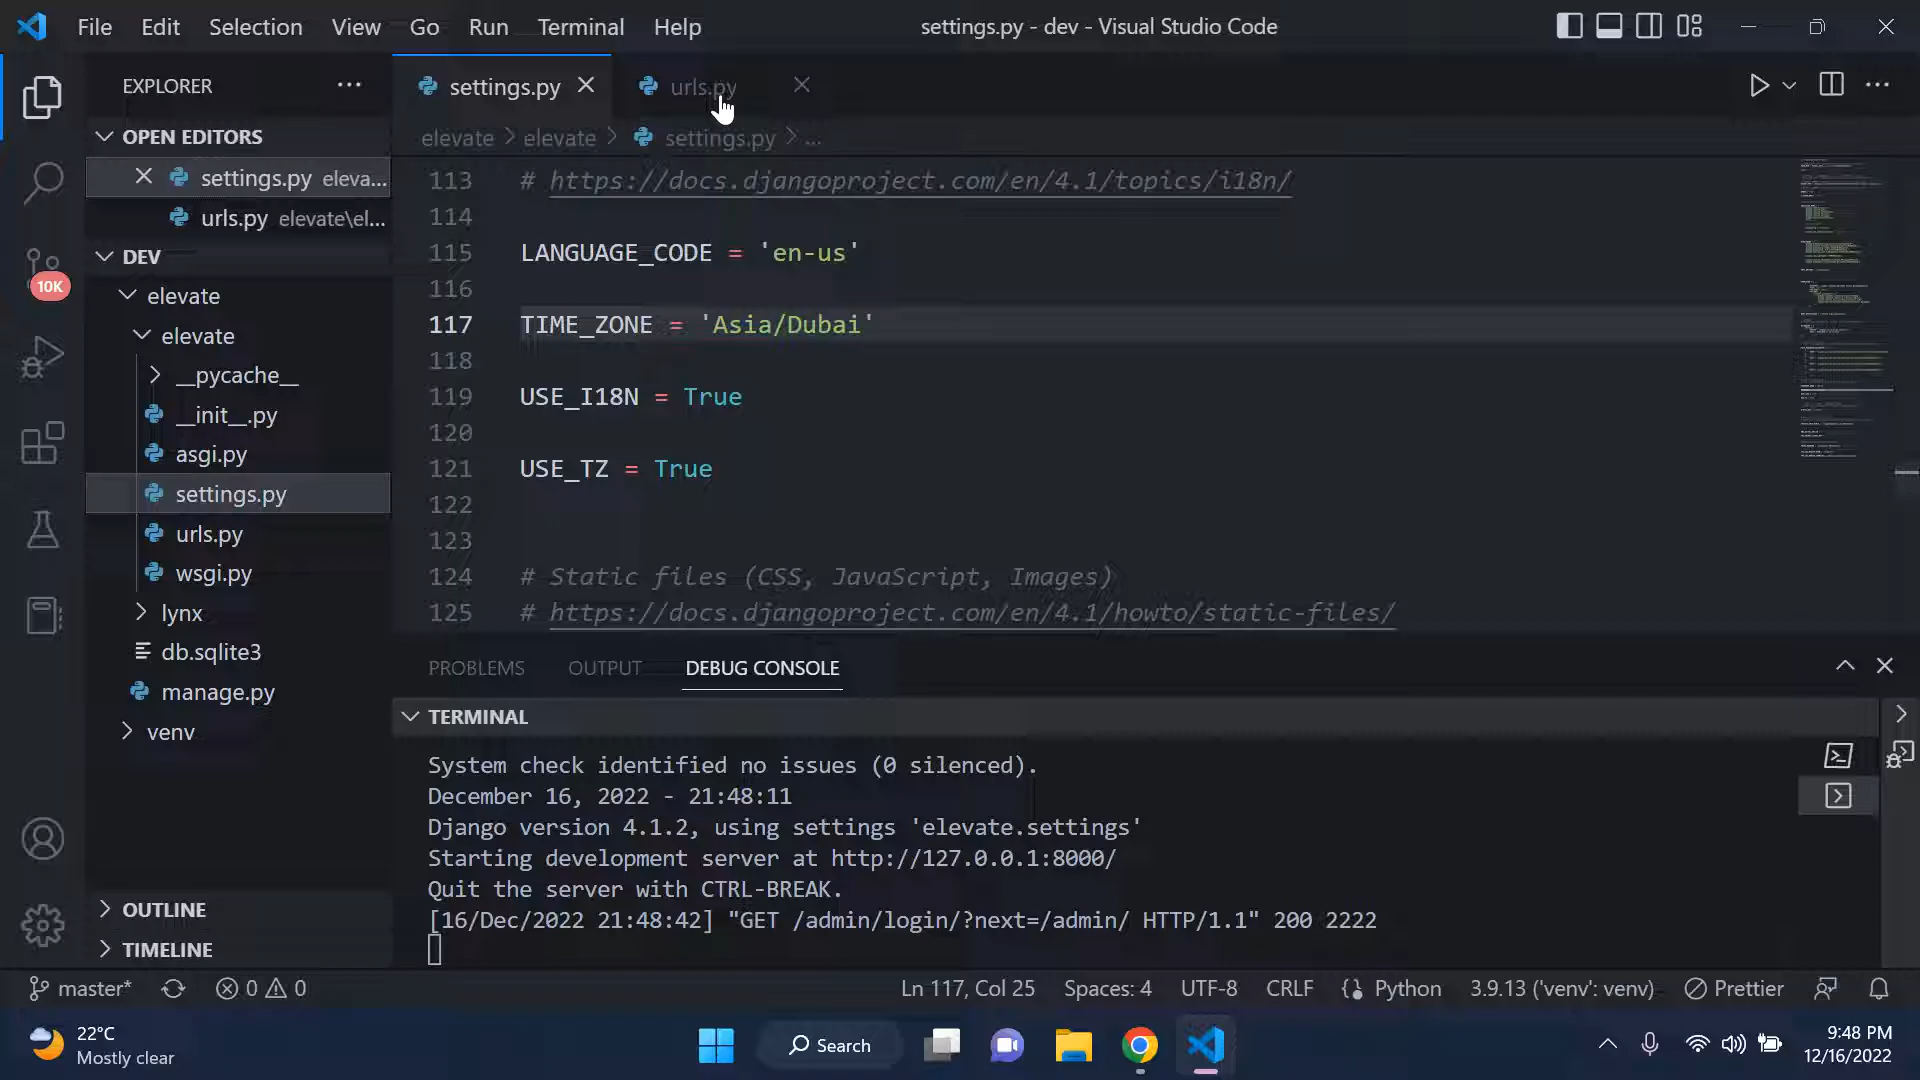 File Edit Selection View Go Run Terminal Help
settings.py - dev - Visual Studio Code
EXPLORER
OPEN EDITORS
settings.py eleva...
urls.py elevate\el...
DEV
elevate
elevate
__pycache__
__init__.py
asgi.py
settings.py
urls.py
wsgi.py
lynx
db.sqlite3
manage.py
venv
OUTLINE
TIMELINE
10K
settings.py
urls.py
elevate > elevate > settings.py > ...
113 # https://docs.djangoproject.com/en/4.1/topics/i18n/
114
115 LANGUAGE_CODE = 'en-us'
116
117 TIME_ZONE = 'Asia/Dubai'
118
119 USE_I18N = True
120
121 USE_TZ = True
122
123
124 # Static files (CSS, JavaScript, Images)
125 # https://docs.djangoproject.com/en/4.1/howto/static-files/
PROBLEMS OUTPUT DEBUG CONSOLE
TERMINAL
System check identified no issues (0 silenced).
December 16, 2022 - 21:48:11
Django version 4.1.2, using settings 'elevate.settings'
Starting development server at http://127.0.0.1:8000/
Quit the server with CTRL-BREAK.
[16/Dec/2022 21:48:42] "GET /admin/login/?next=/admin/ HTTP/1.1" 200 2222
master* 0 0 Ln 117, Col 25 Spaces: 4 UTF-8 CRLF Python 3.9.13 ('venv': venv) Prettier
22°C
Mostly clear
Search
9:48 PM
12/16/2022